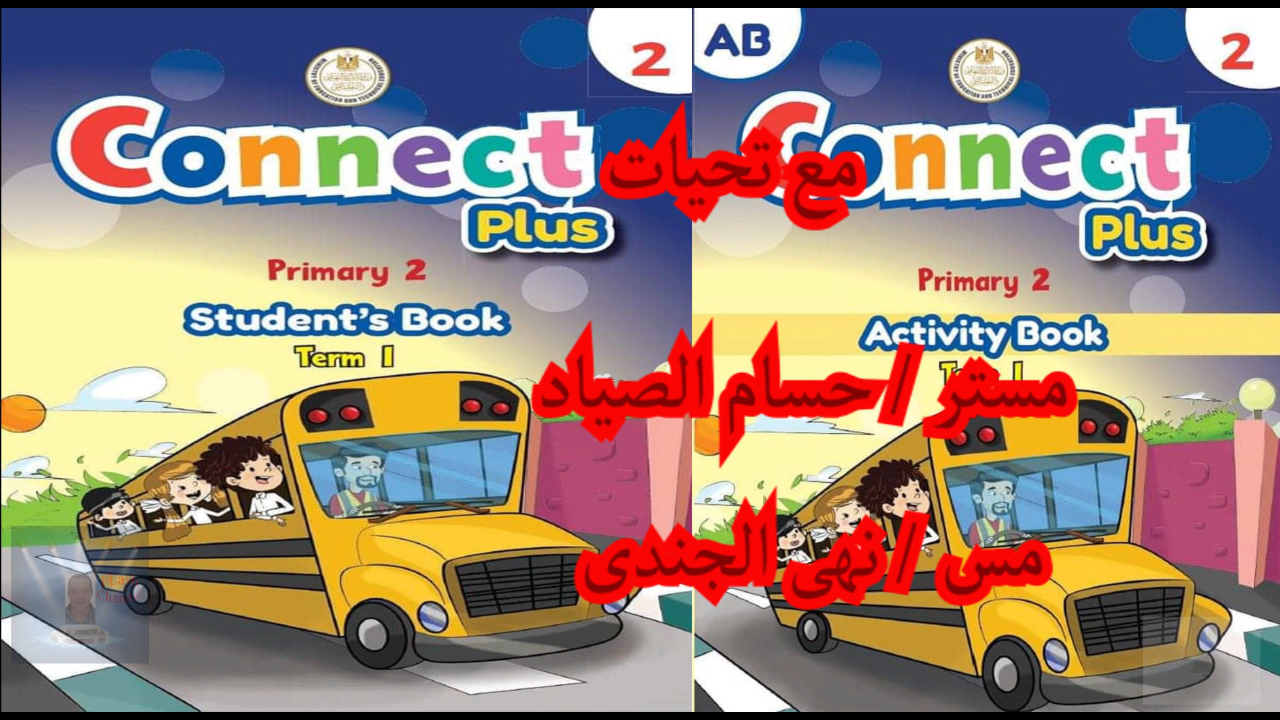 2
Connect
Plus
Primary 2
Student's Book
Term 1
AB
2
Connect
Plus
Primary 2
Activity Book
مع تحيات
مستر / حسام الصياد
مس / نهى الجندى